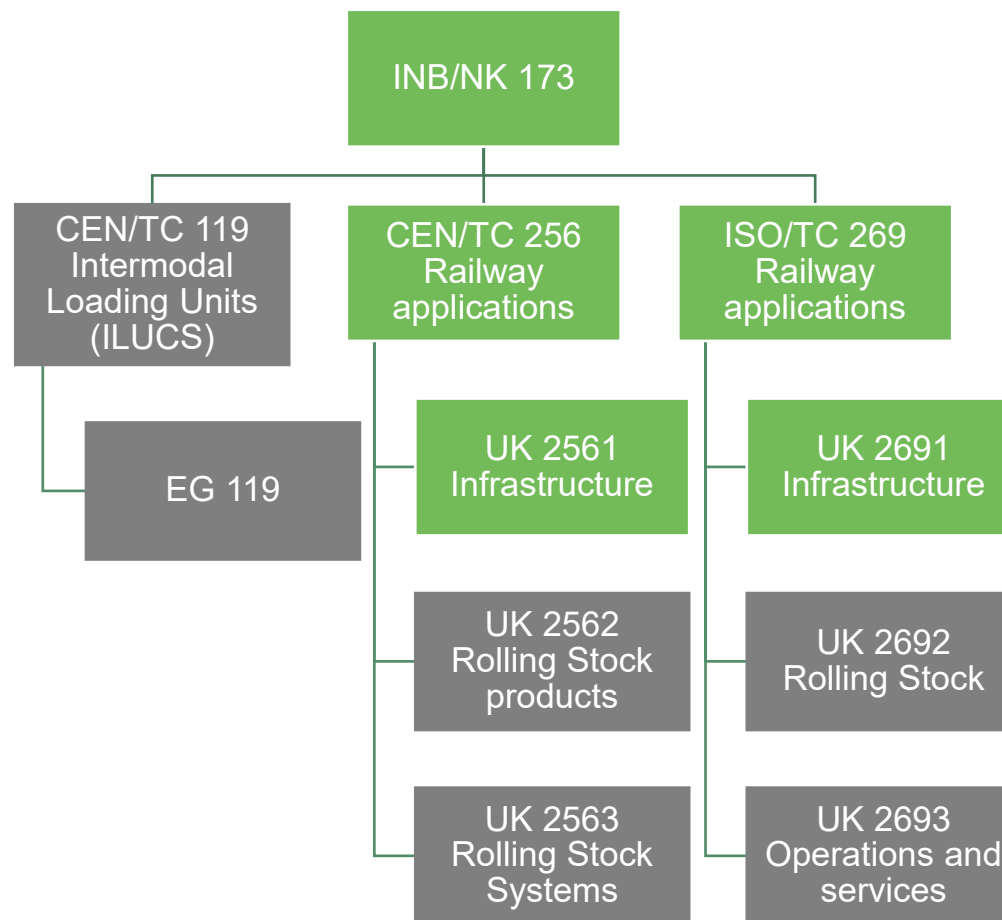 INB/NK 173
CEN/TC 119
Intermodal
Loading Units
(ILUCS)
EG 119
CEN/TC 256
Railway
applications
UK 2561
Infrastructure
UK 2562
Rolling Stock
products
UK 2563
Rolling Stock
Systems
ISO/TC 269
Railway
applications
UK 2691
Infrastructure
UK 2692
Rolling Stock
UK 2693
Operations and
services